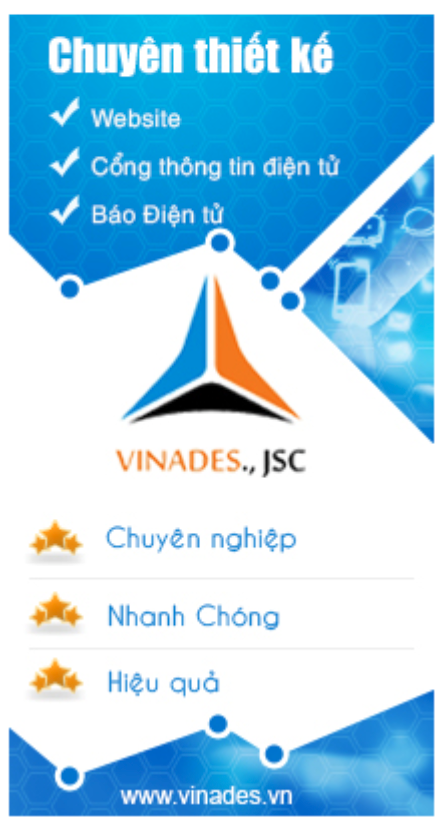 Chuyên thiết kế
Website
Cổng thông tin điện tử
Báo Điện tử
VINADES., JSC
Chuyên nghiệp
Nhanh Chóng
Hiệu quả
www.vinades.vn